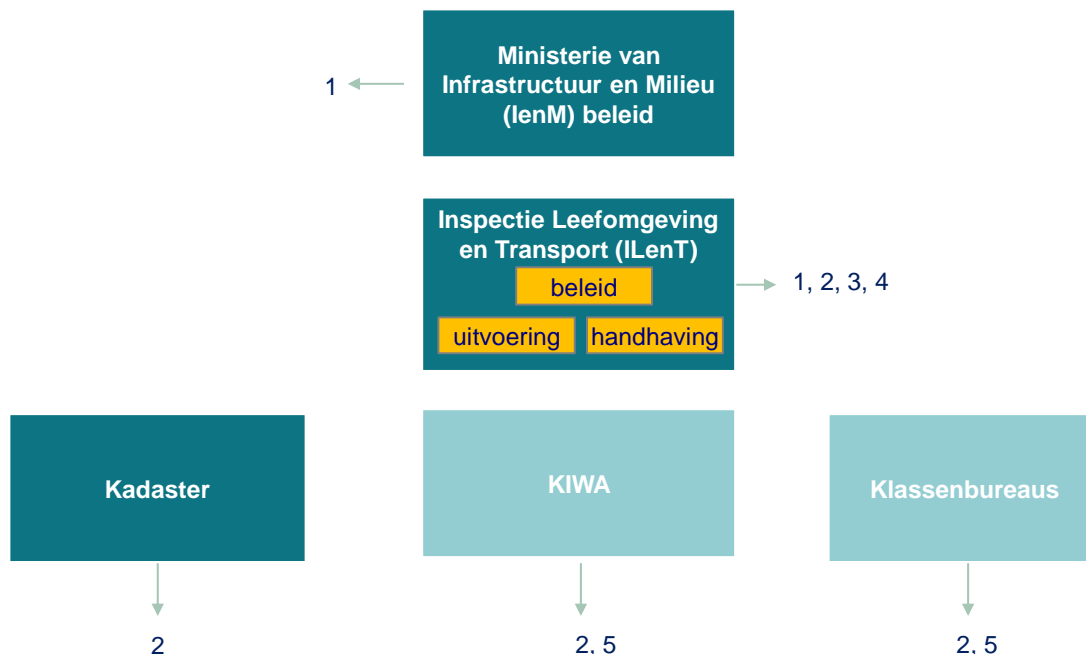 Ministerie van
Infrastructuur en Milieu
(IenM) beleid
1
Inspectie Leefomgeving
en Transport (ILenT)
beleid
uitvoering
handhaving
1, 2, 3, 4
Kadaster
KIWA
Klassenbureaus
2
2, 5
2, 5